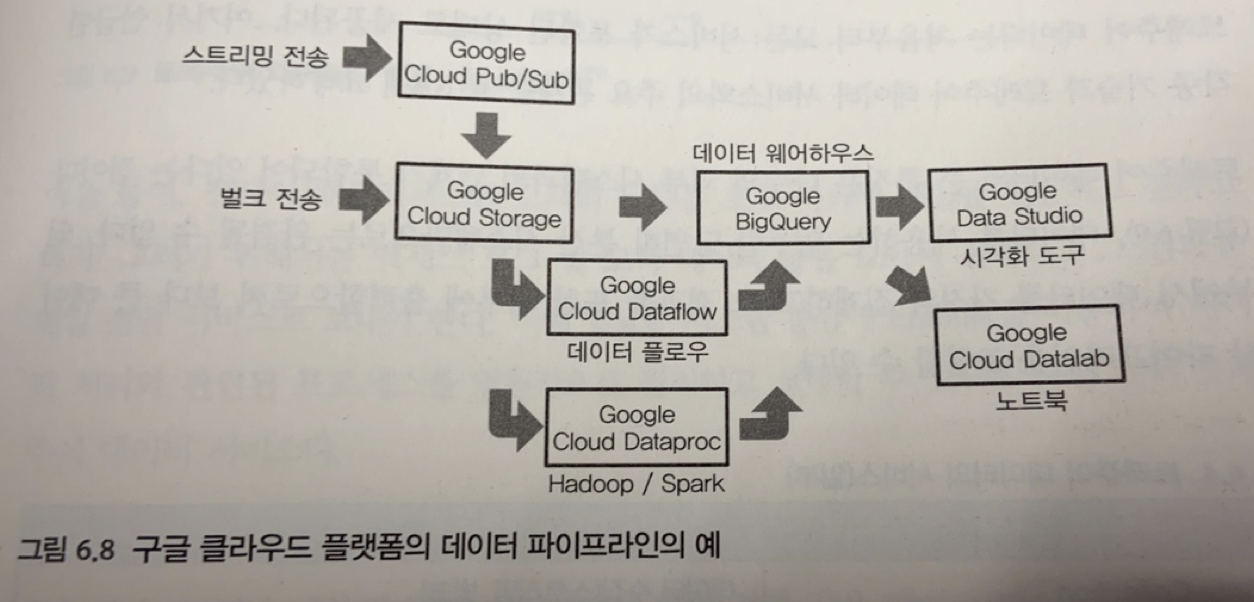 스트리밍 전송
Google
Cloud Pub/Sub
벌크 전송
Google
Cloud Storage
데이터 웨어하우스
Google
BigQuery
Google
Data Studio
시각화 도구
Google
Cloud Dataflow
데이터 플로우
Google
Cloud Datalab
노트북
Google
Cloud Dataproc
Hadoop / Spark
그림 6.8 구글 클라우드 플랫폼의 데이터 파이프라인의 예